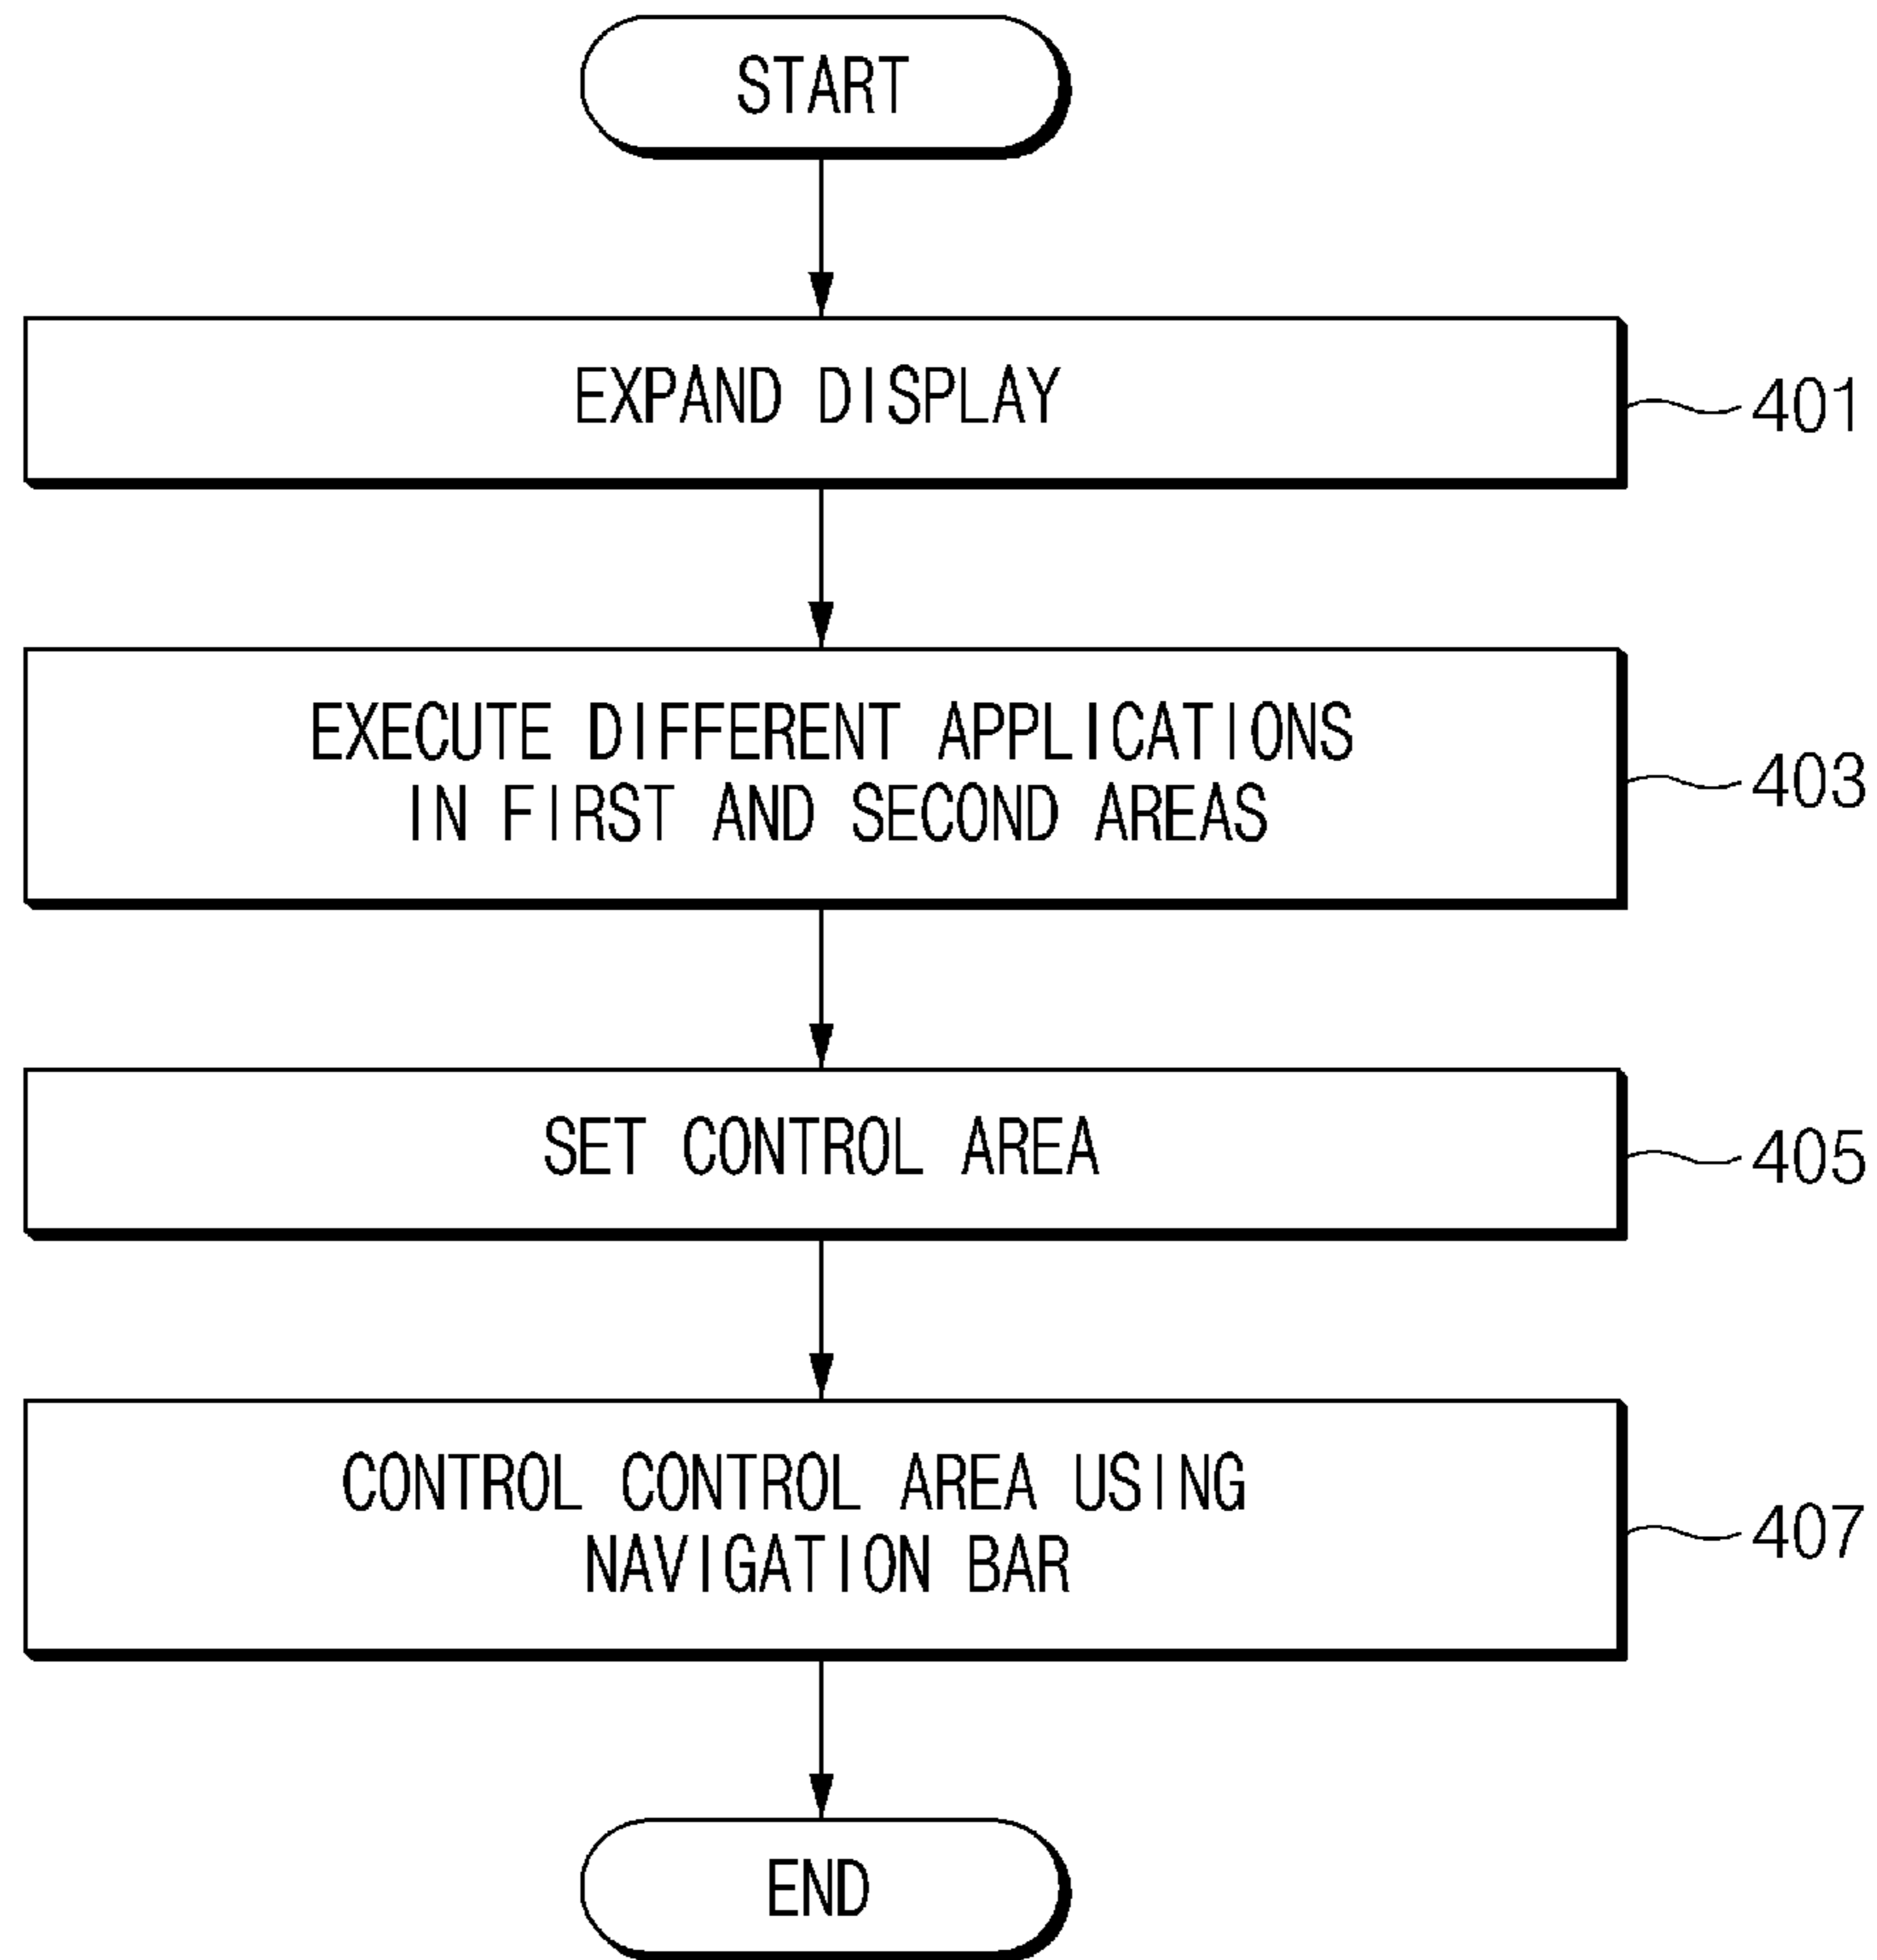 START
EXPAND DISPLAY
401
EXECUTE DIFFERENT APPLICATIONS
IN FIRST AND SECOND AREAS
403
SET CONTROL AREA
405
CONTROL CONTROL AREA USING
NAVIGATION BAR
407
END